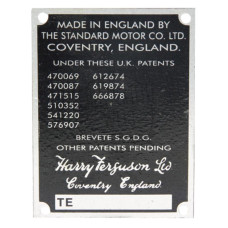 MADE IN ENGLAND BY
THE STANDARD MOTOR CO. LTD.
COVENTRY, ENGLAND.
UNDER THESE U.K. PATENTS
470069 612674
470087 619874
471515 666878
510352
541220
576907
BREVETE S.G.D.G.
OTHER PATENTS PENDING
Harry Ferguson Ltd
Coventry England
TE